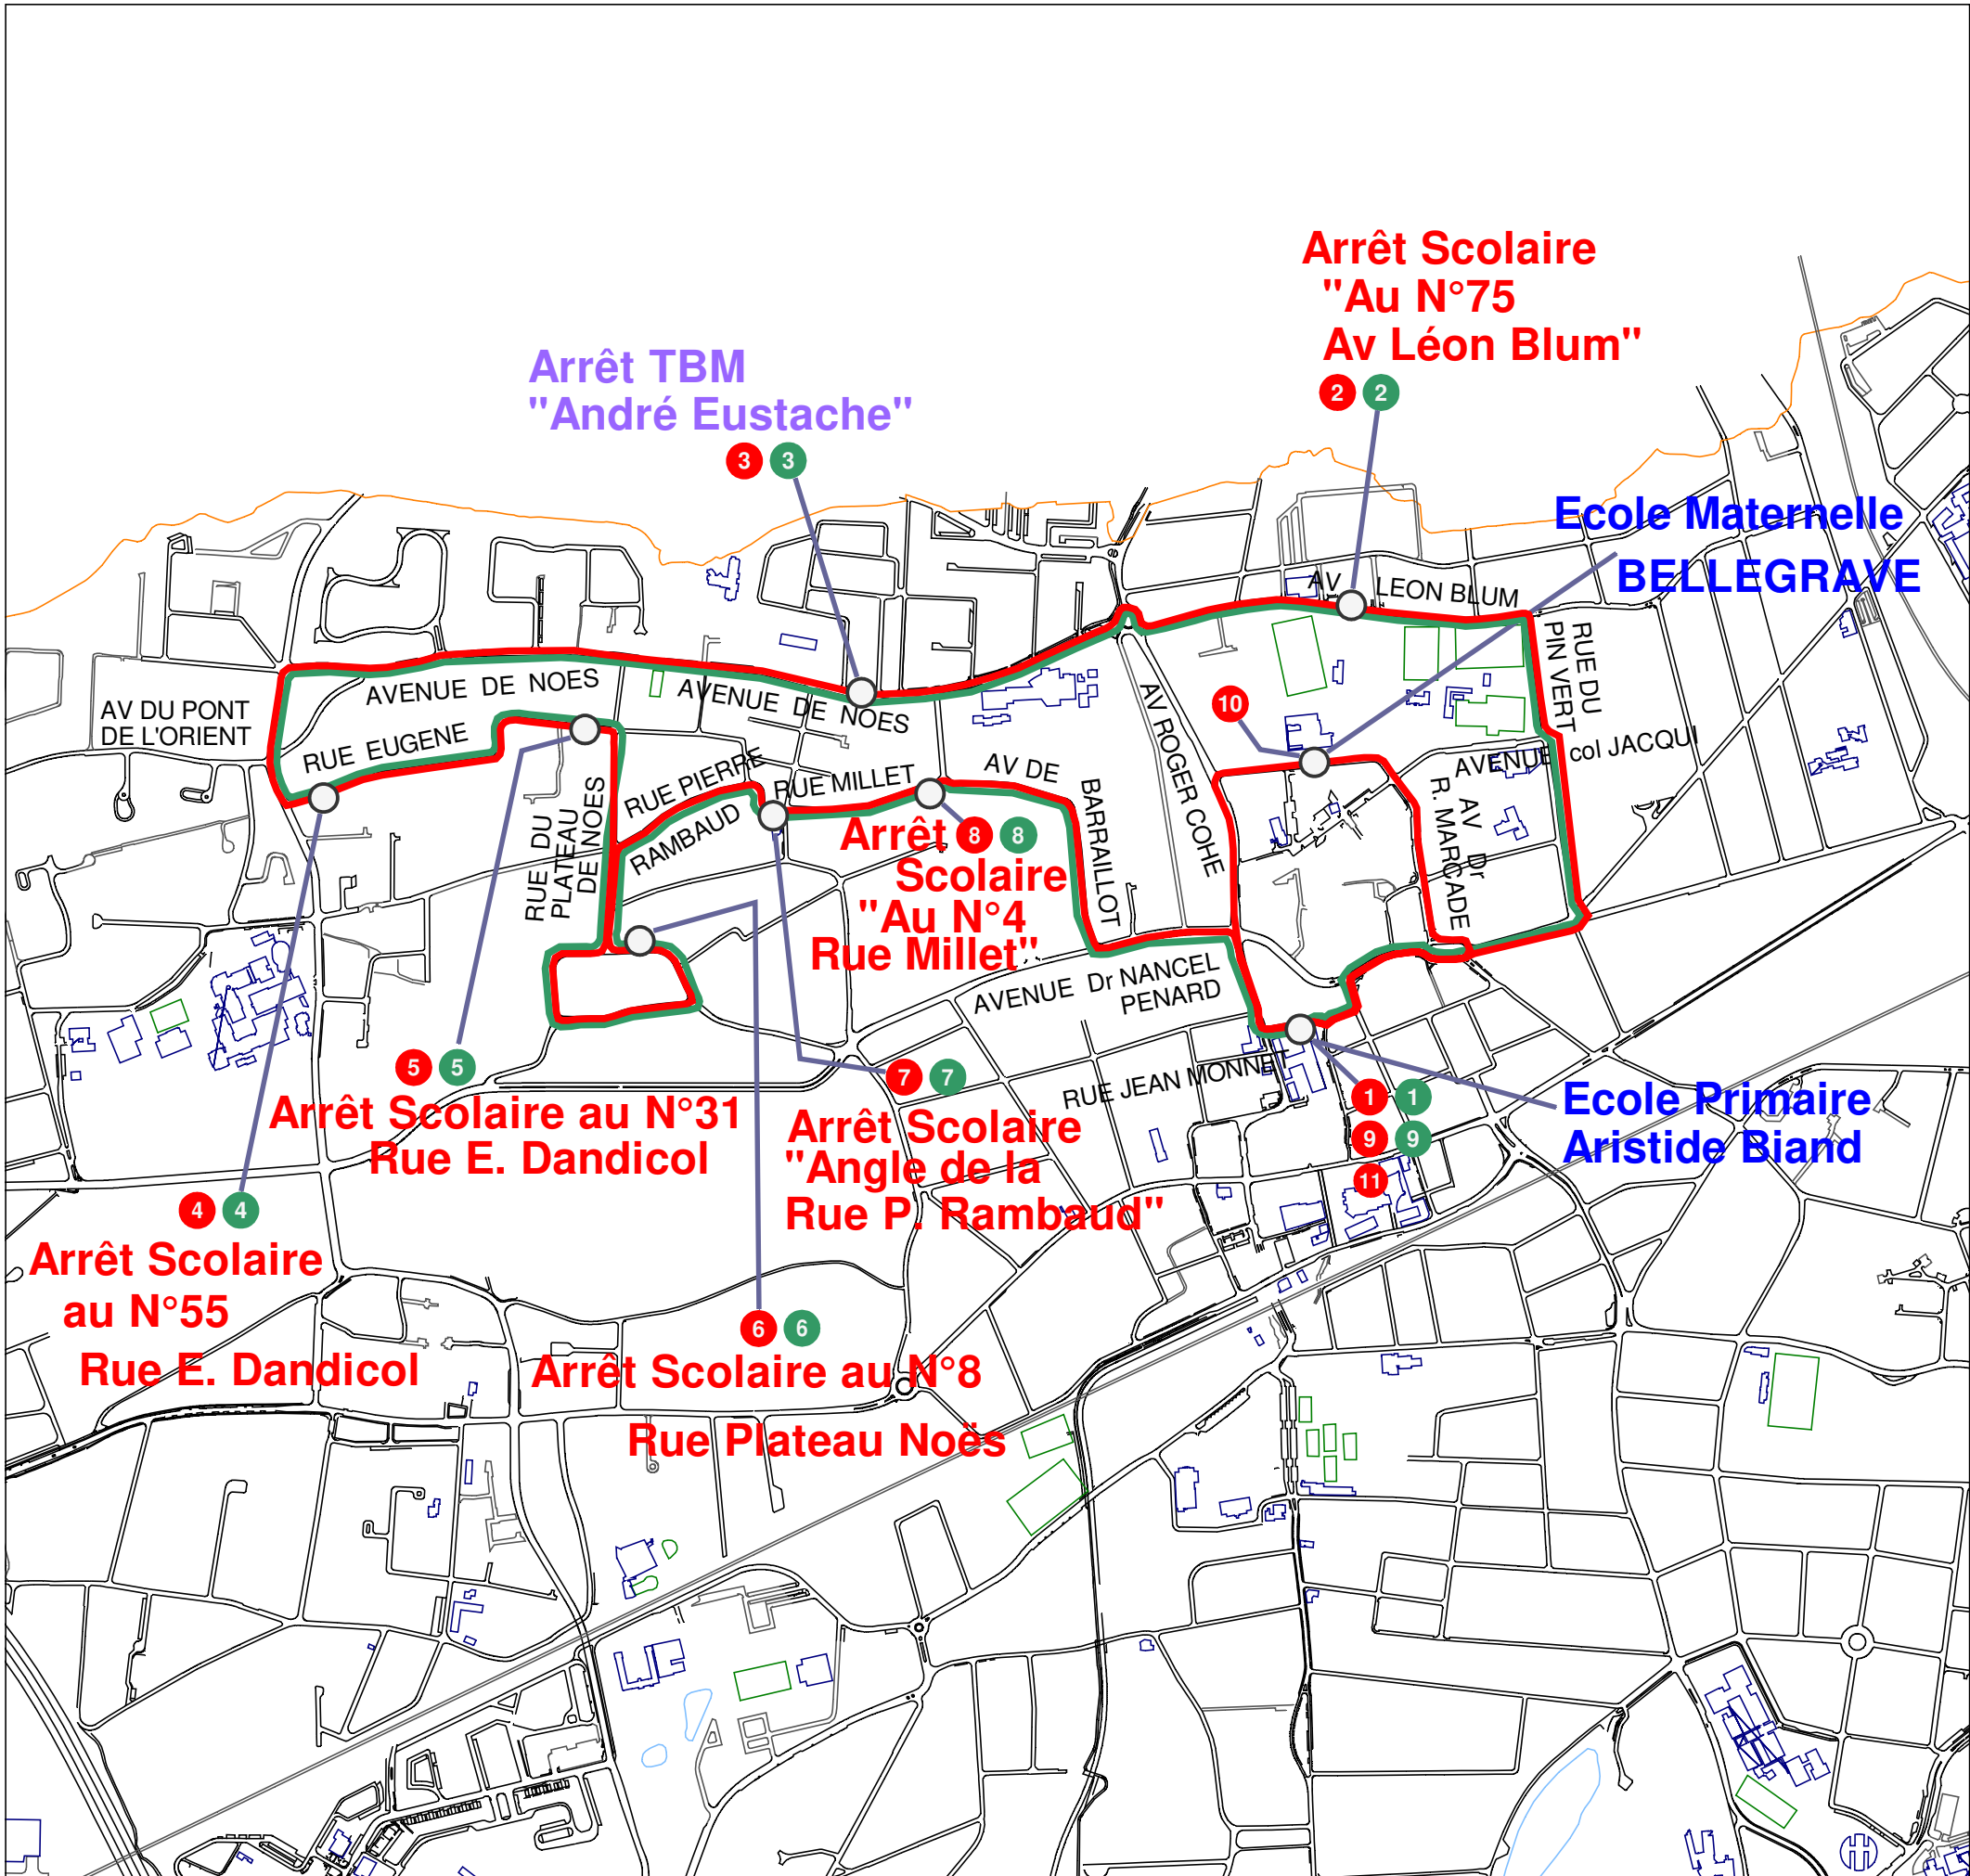 Arrêt Scolaire
"Au N°75
Av Léon Blum"
2 2
Arrêt TBM
"André Eustache"
3 3
Ecole Maternelle
BELLEGRAVE
AV LEON BLUM
RUE DU
PIN VERT
AVENUE DE NOES
AVENUE DE NOES
AV DU PONT
DE L'ORIENT
RUE EUGENE
10
AV ROGER COHE
AVENUE col JACQUI
AV Dr
R. MARCADE
RUE PIERRE
RAMBAUD
RUE MILLET
AV DE
BARRAILLOT
RUE DU
PLATEAU
DE NOES
Arrêt 8 8
Scolaire
"Au N°4
Rue Millet"
AVENUE Dr NANCEL
PENARD
RUE JEAN MONNET
5 5
Arrêt Scolaire au N°31
Rue E. Dandicol
7 7
Arrêt Scolaire
"Angle de la
Rue P. Rambaud"
1 1
9 9
11
Ecole Primaire
Aristide Biand
4 4
Arrêt Scolaire
au N°55
Rue E. Dandicol
6 6
Arrêt Scolaire au N°8
Rue Plateau Noës